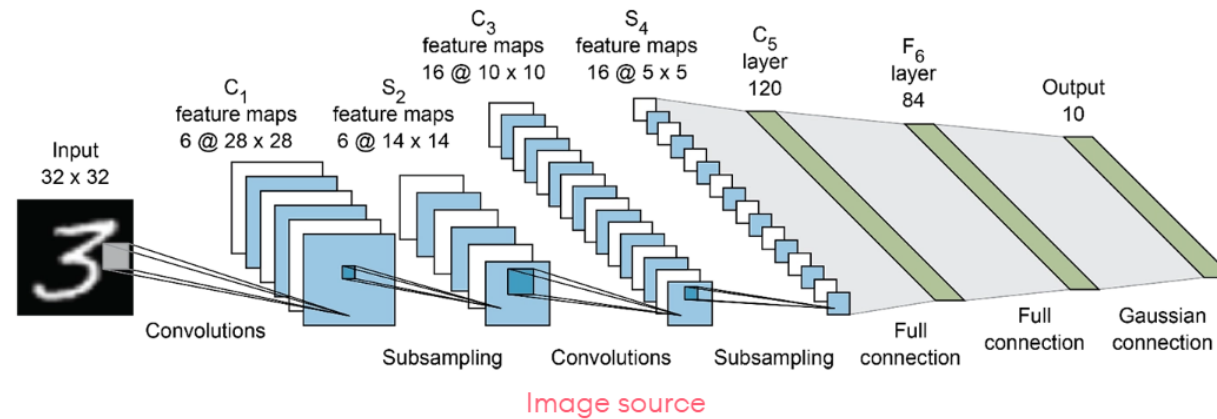 Input
32 x 32
C1
feature maps
6 @ 28 x 28
S2
feature maps
6 @ 14 x 14
C3
feature maps
16 @ 10 x 10
S4
feature maps
16 @ 5 x 5
C5
layer
120
F6
layer
84
Output
10
3
Convolutions
Subsampling
Convolutions
Subsampling
Full
connection
Full
connection
Gaussian
connection
Image source